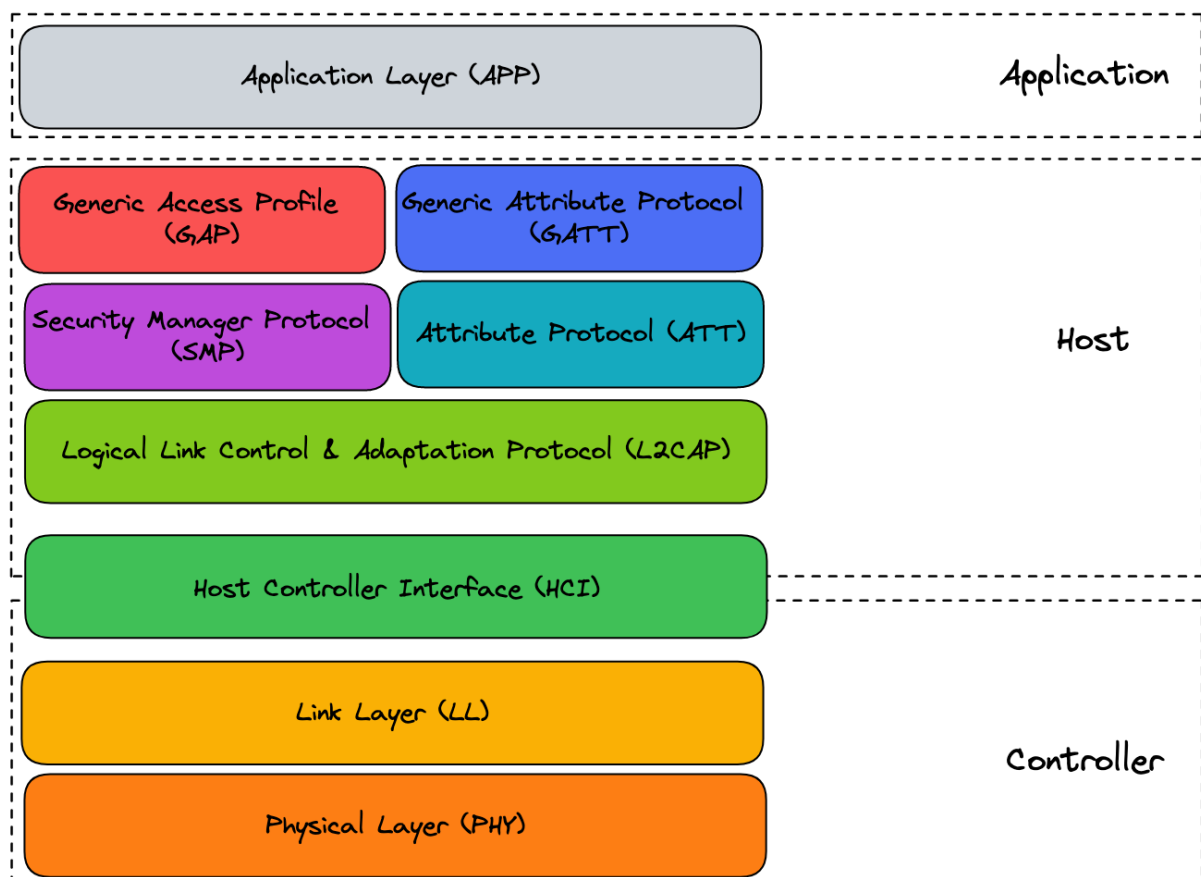 Application Layer (APP)
Application
Generic Access Profile
(GAP)
Generic Attribute Protocol
(GATT)
Security Manager Protocol
(SMP)
Attribute Protocol (ATT)
Host
Logical Link Control & Adaptation Protocol (L2CAP)
Host Controller Interface (HCI)
Link Layer (LL)
Controller
Physical Layer (PHY)